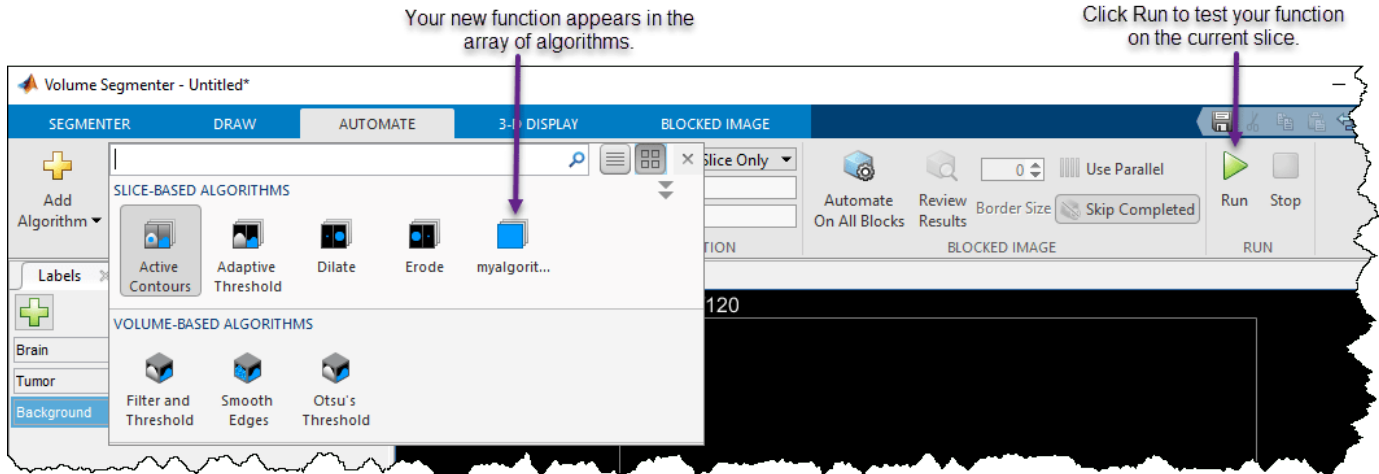 Your new function appears in the
array of algorithms.
Click Run to test your function
on the current slice.
Volume Segmenter - Untitled*
SEGMENTER
DRAW
AUTOMATE
3-D DISPLAY
BLOCKED IMAGE
Add
Algorithm
SLICE-BASED ALGORITHMS
Active
Contours
Adaptive
Threshold
Dilate
Erode
myalgorit...
VOLUME-BASED ALGORITHMS
Filter and
Threshold
Smooth
Edges
Otsu's
Threshold
Slice Only
TION
Automate
On All Blocks
Review
Results
0
Border Size
Use Parallel
Skip Completed
BLOCKED IMAGE
Run
Stop
RUN
Labels
Brain
Tumor
Background
120